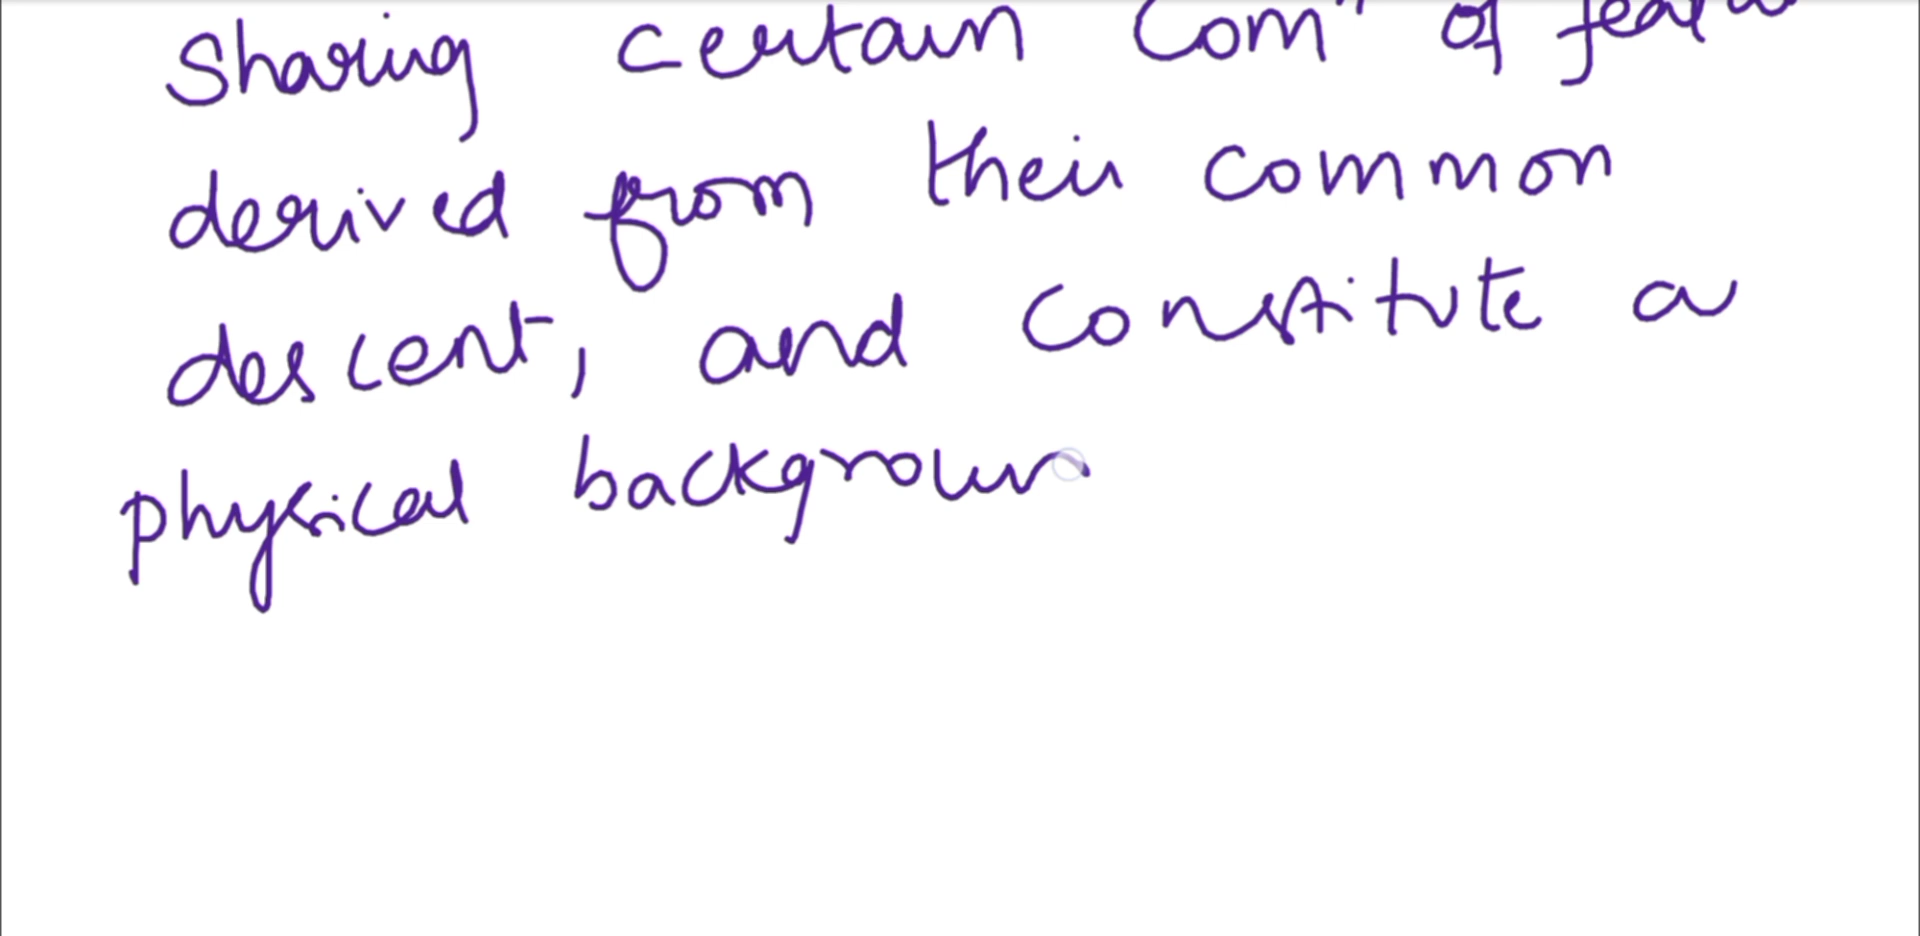 Sharing certain Comⁿ of
derived from their common
descent, and constitute a
physical backgroun